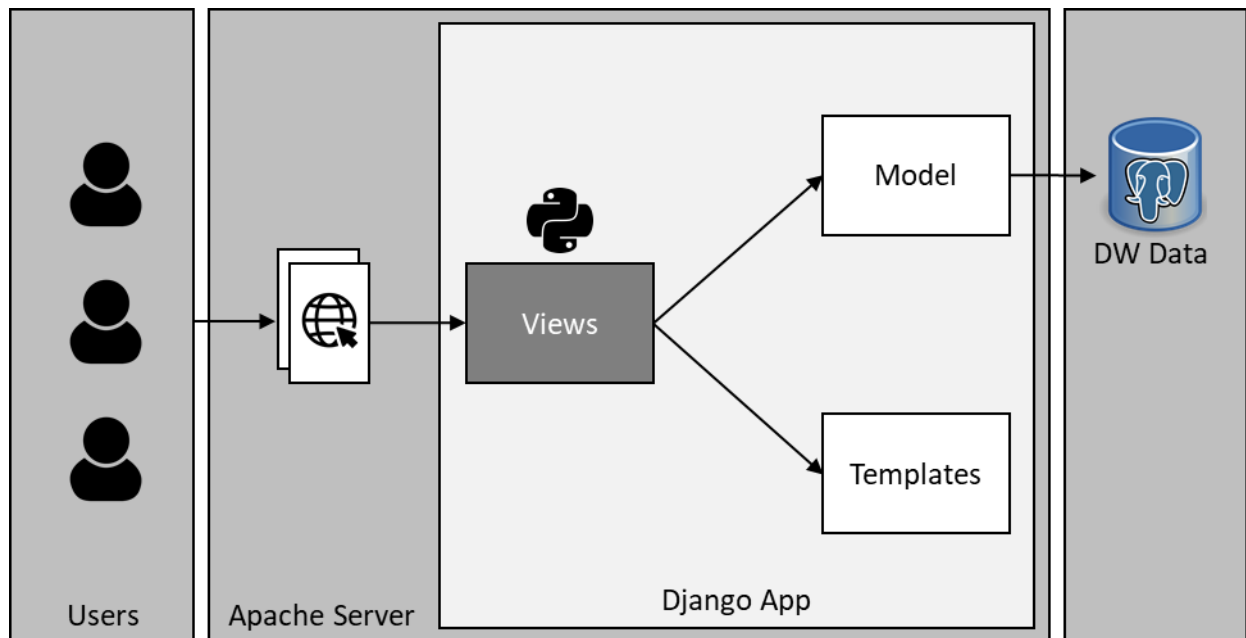 Model
DW Data
Views
Templates
Users
Apache Server
Django App